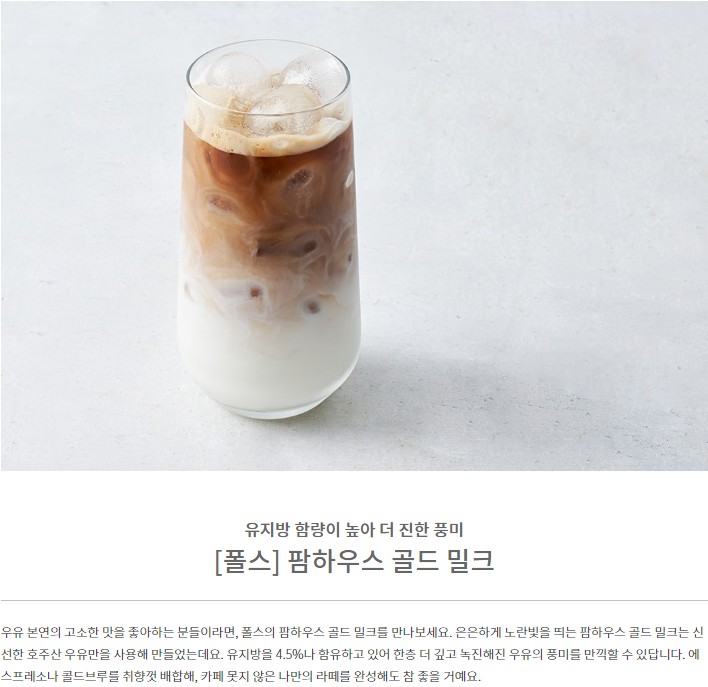 유지방 함량이 높아 더 진한 풍미
[폴스] 팜하우스 골드 밀크
우유 본연의 고소한 맛을 좋아하는 분들이라면, 폴스의 팜하우스 골드 밀크를 만나보세요. 은은하게 노란빛을 띄는 팜하우스 골드 밀크는 신
선한 호주산 우유만을 사용해 만들었는데요. 유지방을 4.5%나 함유하고 있어 한층 더 깊고 녹진해진 우유의 풍미를 만끽할 수 있답니다. 에
스프레소나 콜드브루를 취향껏 배합해, 카페 못지 않은 나만의 라떼를 완성해도 참 좋을 거예요.